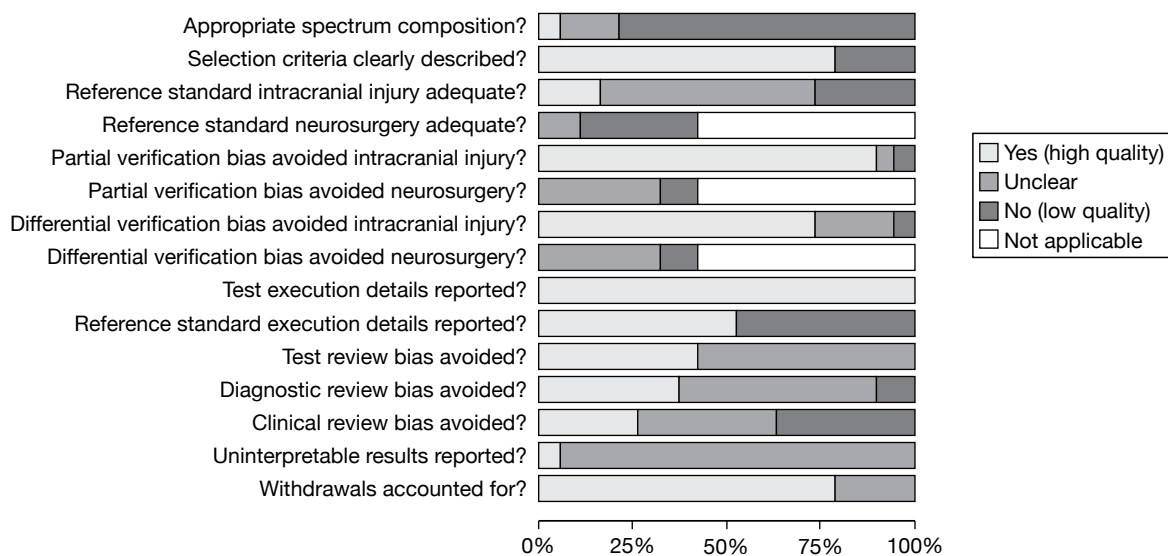 Appropriate spectrum composition?
Selection criteria clearly described?
Reference standard intracranial injury adequate?
Reference standard neurosurgery adequate?
Partial verification bias avoided intracranial injury?
Partial verification bias avoided neurosurgery?
Differential verification bias avoided intracranial injury?
Differential verification bias avoided neurosurgery?
Test execution details reported?
Reference standard execution details reported?
Test review bias avoided?
Diagnostic review bias avoided?
Clinical review bias avoided?
Uninterpretable results reported?
Withdrawals accounted for?
0% 25% 50% 75% 100%
Yes (high quality)
Unclear
No (low quality)
Not applicable